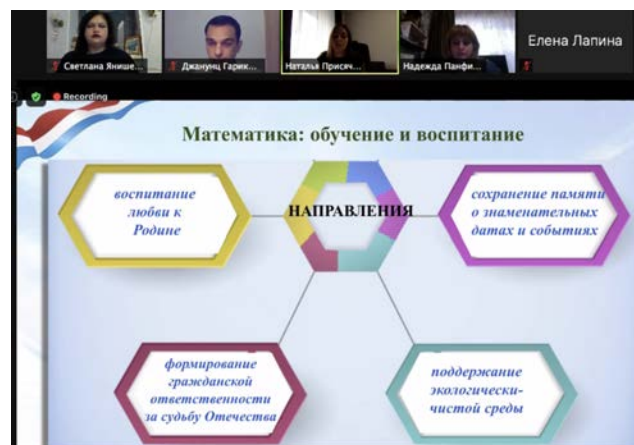 Светлана Янише...
Джанунц Гарик...
Наталья Присяч...
Надежда Панфи...
Елена Лапина
Recording
Математика: обучение и воспитание
воспитание
любви к
Родине
НАПРАВЛЕНИЯ
сохранение памяти
о знаменательных
датах и событиях
формирование
гражданской
ответственности
за судьбу Отечества
поддержание
экологически-
чистой среды